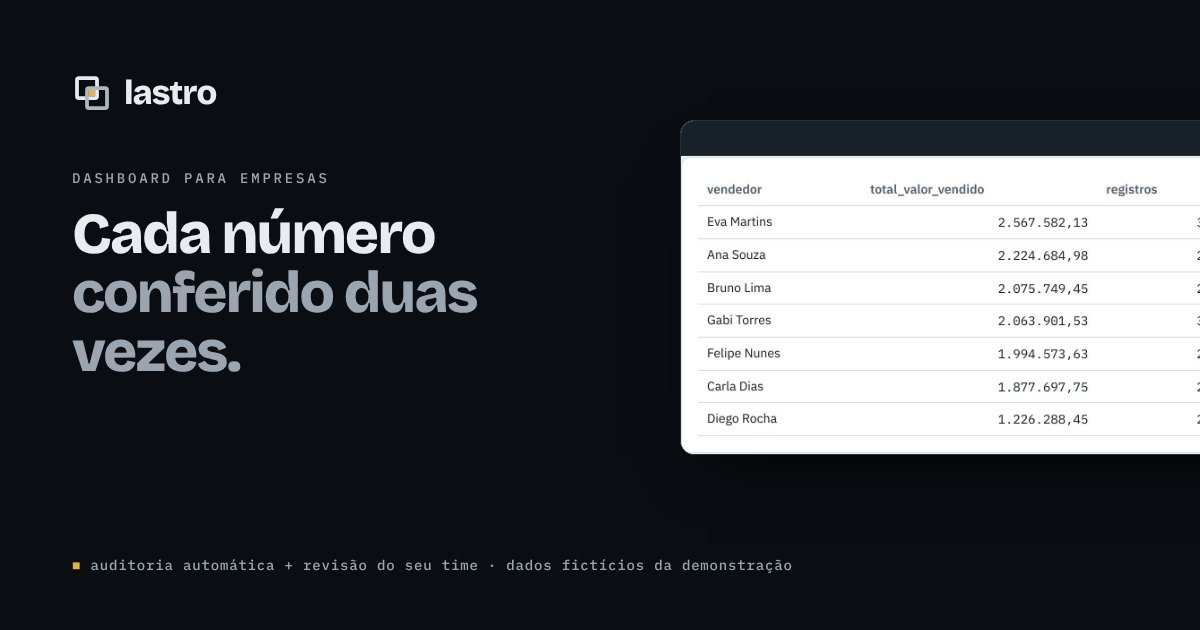 lastro
DASHBOARD PARA EMPRESAS
Cada número
conferido duas
vezes.
vendedor total_valor_vendido registros
Eva Martins 2.567.582,13
Ana Souza 2.224.684,98
Bruno Lima 2.075.749,45
Gabi Torres 2.063.901,53
Felipe Nunes 1.994.573,63
Carla Dias 1.877.697,75
Diego Rocha 1.226.288,45
auditoria automática + revisão do seu time · dados fictícios da demonstração